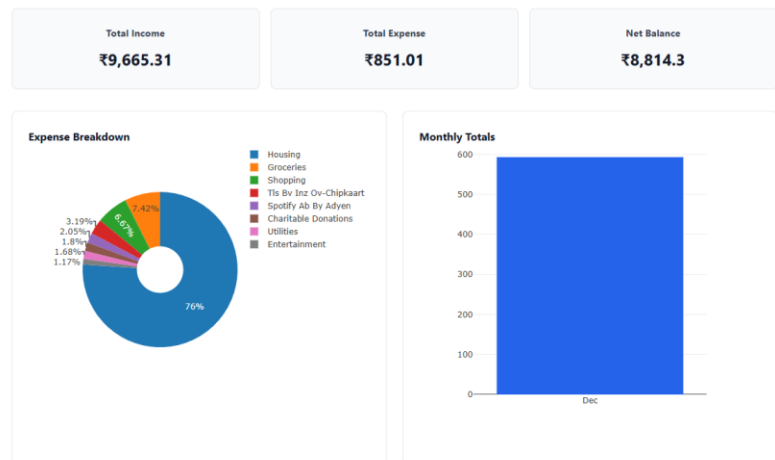 Total Income
₹9,665.31
Total Expense
₹851.01
Net Balance
₹8,814.3
Expense Breakdown
Housing
Groceries
Shopping
Tls Bv Inz Ov-Chipkaart
Spotify Ab By Adyen
Charitable Donations
Utilities
Entertainment
7.42%
6.67%
3.19%
2.05%
1.8%
1.68%
1.17%
76%
Monthly Totals
600
500
400
300
200
100
0
Dec